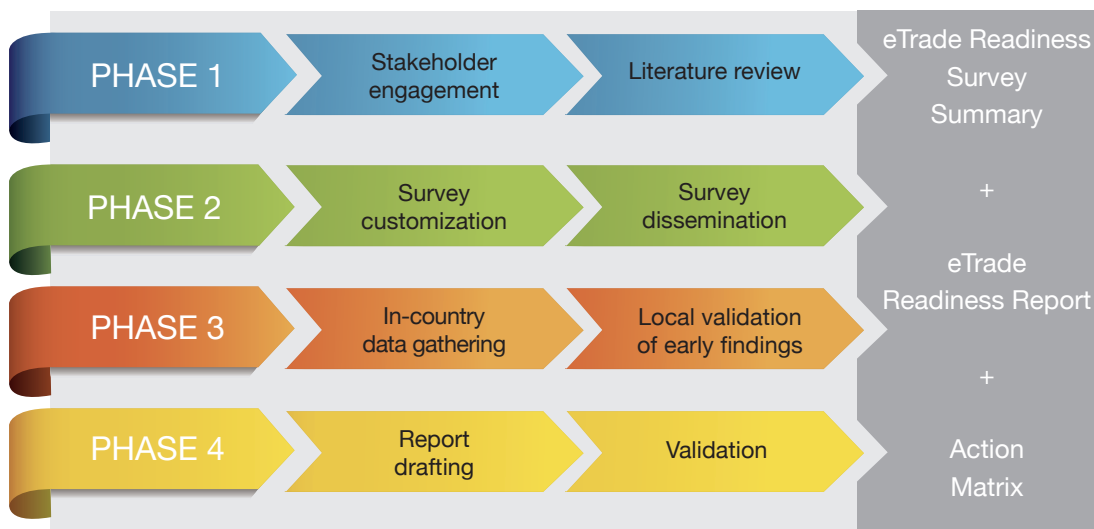 PHASE 1
Stakeholder
engagement
Literature review
PHASE 2
Survey
customization
Survey
dissemination
PHASE 3
In-country
data gathering
Local validation
of early findings
PHASE 4
Report
drafting
Validation
eTrade Readiness
Survey
Summary
+
eTrade
Readiness Report
+
Action
Matrix